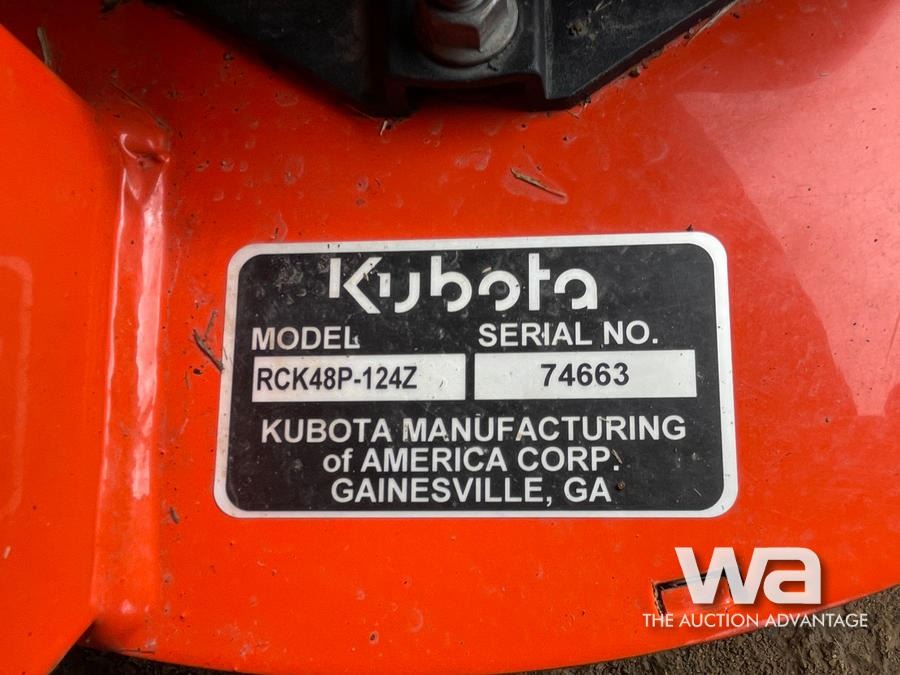 Kubota
MODEL SERIAL NO.
RCK48P-124Z 74663
KUBOTA MANUFACTURING
of AMERICA CORP.
GAINESVILLE, GA
wa
THE AUCTION ADVANTAGE